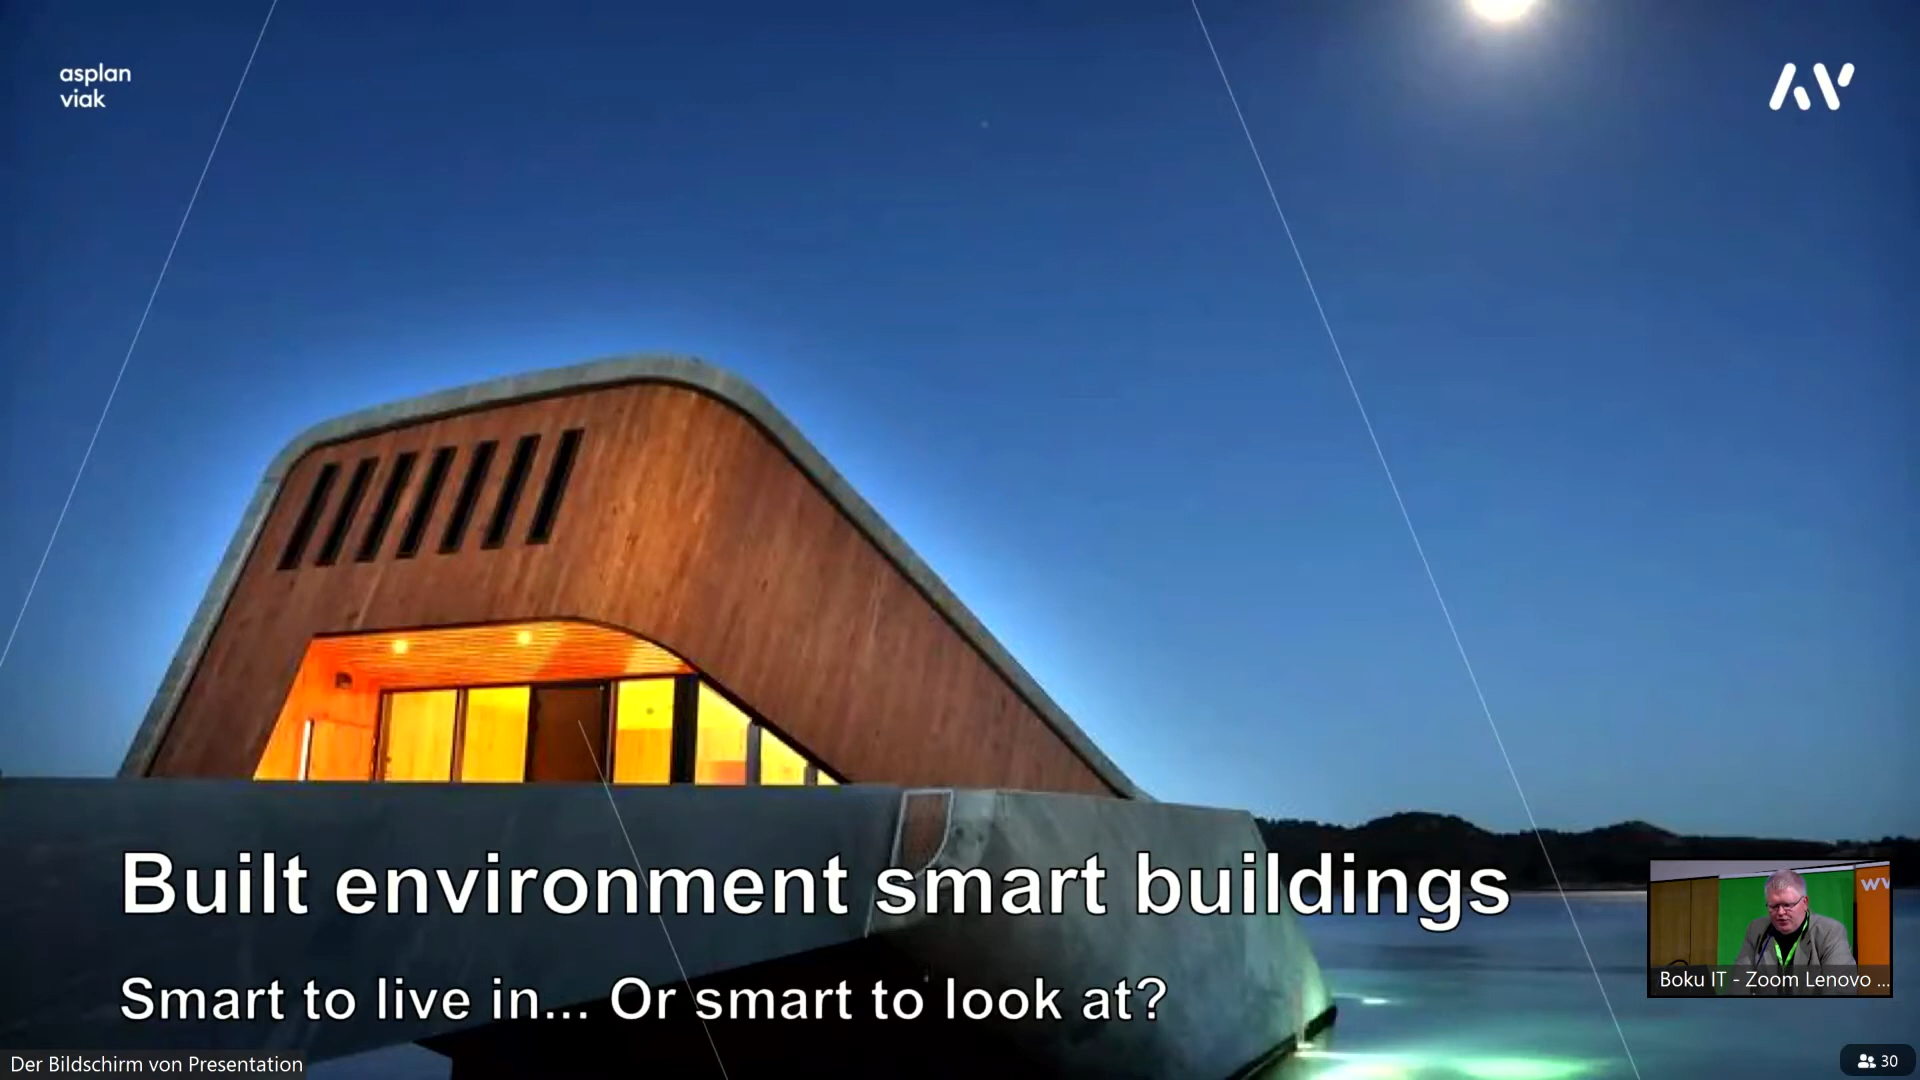 asplan
viak
Built environment smart buildings
Smart to live in... Or smart to look at?
Boku IT - Zoom Lenovo ...
Der Bildschirm von Presentation
30